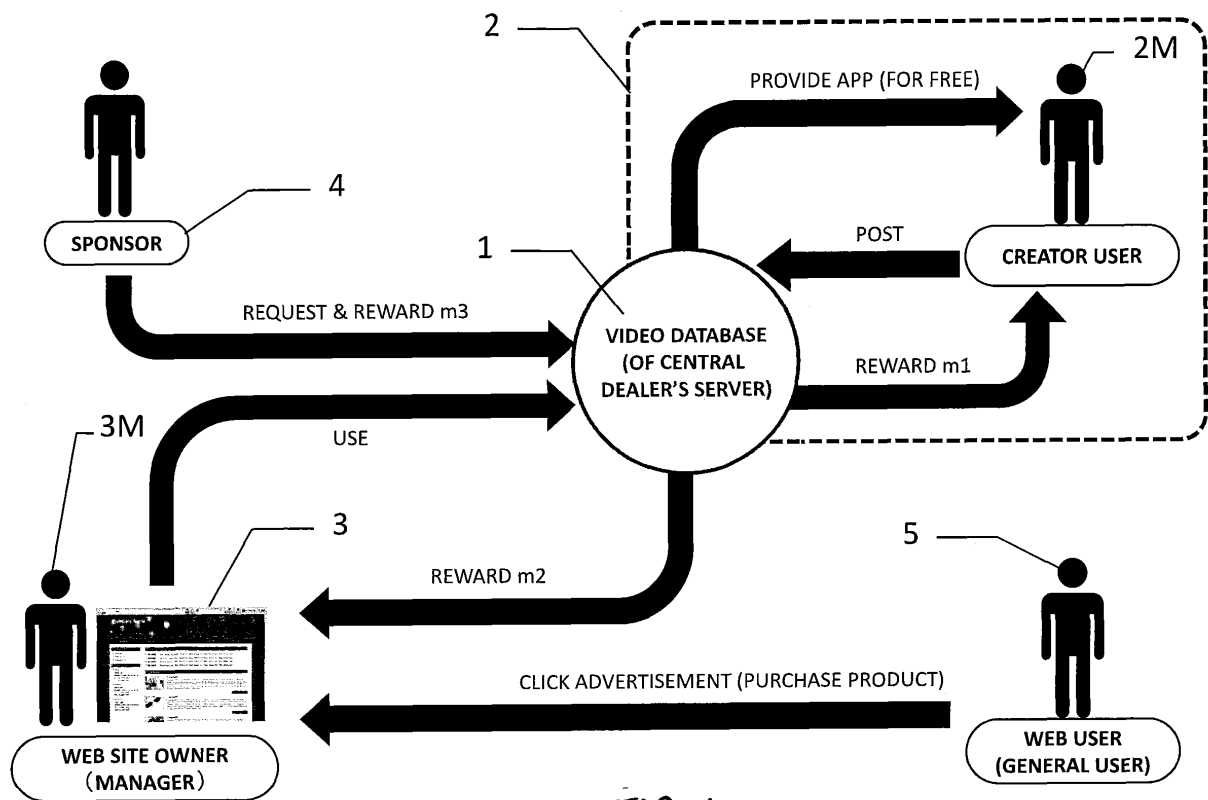 2
2M
PROVIDE APP (FOR FREE)
4
SPONSOR
1
POST
CREATOR USER
REQUEST & REWARD m3
VIDEO DATABASE
(OF CENTRAL
DEALER'S SERVER)
REWARD m1
3M
USE
3
5
REWARD m2
CLICK ADVERTISEMENT (PURCHASE PRODUCT)
WEB SITE OWNER
(MANAGER)
WEB USER
(GENERAL USER)